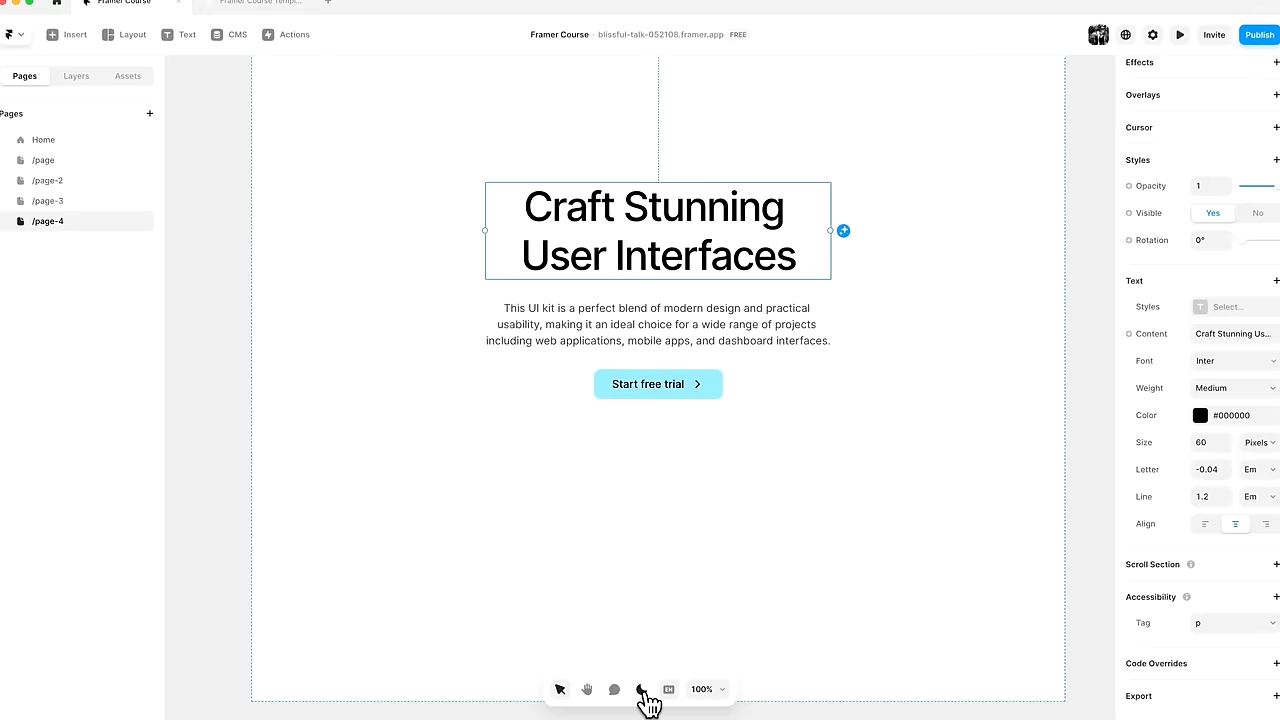 Framer Course
Framer Course Templ...
Insert
Layout
Text
CMS
Actions
Framer Course · blissful-talk-052108.framer.app FREE
Invite
Publish
Pages
Layers
Assets
Pages
Home
/page
/page-2
/page-3
/page-4
Craft Stunning
User Interfaces
This UI kit is a perfect blend of modern design and practical
usability, making it an ideal choice for a wide range of projects
including web applications, mobile apps, and dashboard interfaces.
Start free trial
EN
100%
Effects
Overlays
Cursor
Styles
Opacity 1
Visible Yes No
Rotation 0°
Text
Styles T Select...
Content Craft Stunning Us...
Font Inter
Weight Medium
Color #000000
Size 60 Pixels
Letter -0.04 Em
Line 1.2 Em
Align
Scroll Section
Accessibility
Tag p
Code Overrides
Export